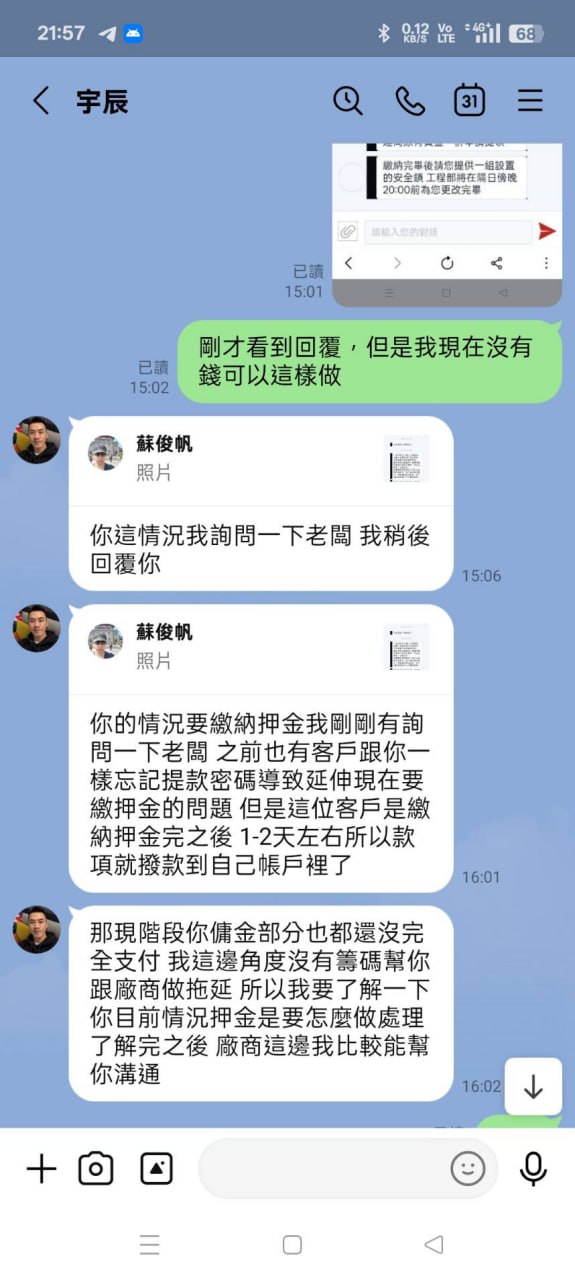 21:57
0.12 KB/S
Vo LTE
4G+
68
宇辰
31
繳納完畢後請您提供一組設置
的安全鎖 工程部將在隔日傍晚
20:00前為您更改完畢
請輸入您的對話
已讀
15:01
剛才看到回覆，但是我現在沒有
錢可以這樣做
已讀
15:02
蘇俊帆
照片
你這情況我詢問一下老闆 我稍後
回覆你
15:06
蘇俊帆
照片
你的情況要繳納押金我剛剛有詢
問一下老闆 之前也有客戶跟你一
樣忘記提款密碼導致延伸現在要
繳押金的問題 但是這位客戶是繳
納押金完之後 1-2天左右所以款
項就撥款到自己帳戶裡了
16:01
那現階段你傭金部分也都還沒完
全支付 我這邊角度沒有籌碼幫你
跟廠商做拖延 所以我要了解一下
你目前情況押金是要怎麼做處理
了解完之後 廠商這邊我比較能幫
你溝通
16:02